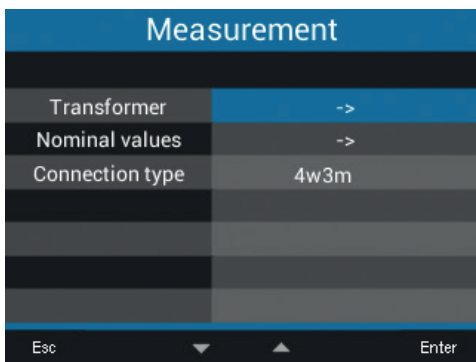 Measurement
Transformer ->
Nominal values ->
Connection type 4w3m
Esc Enter